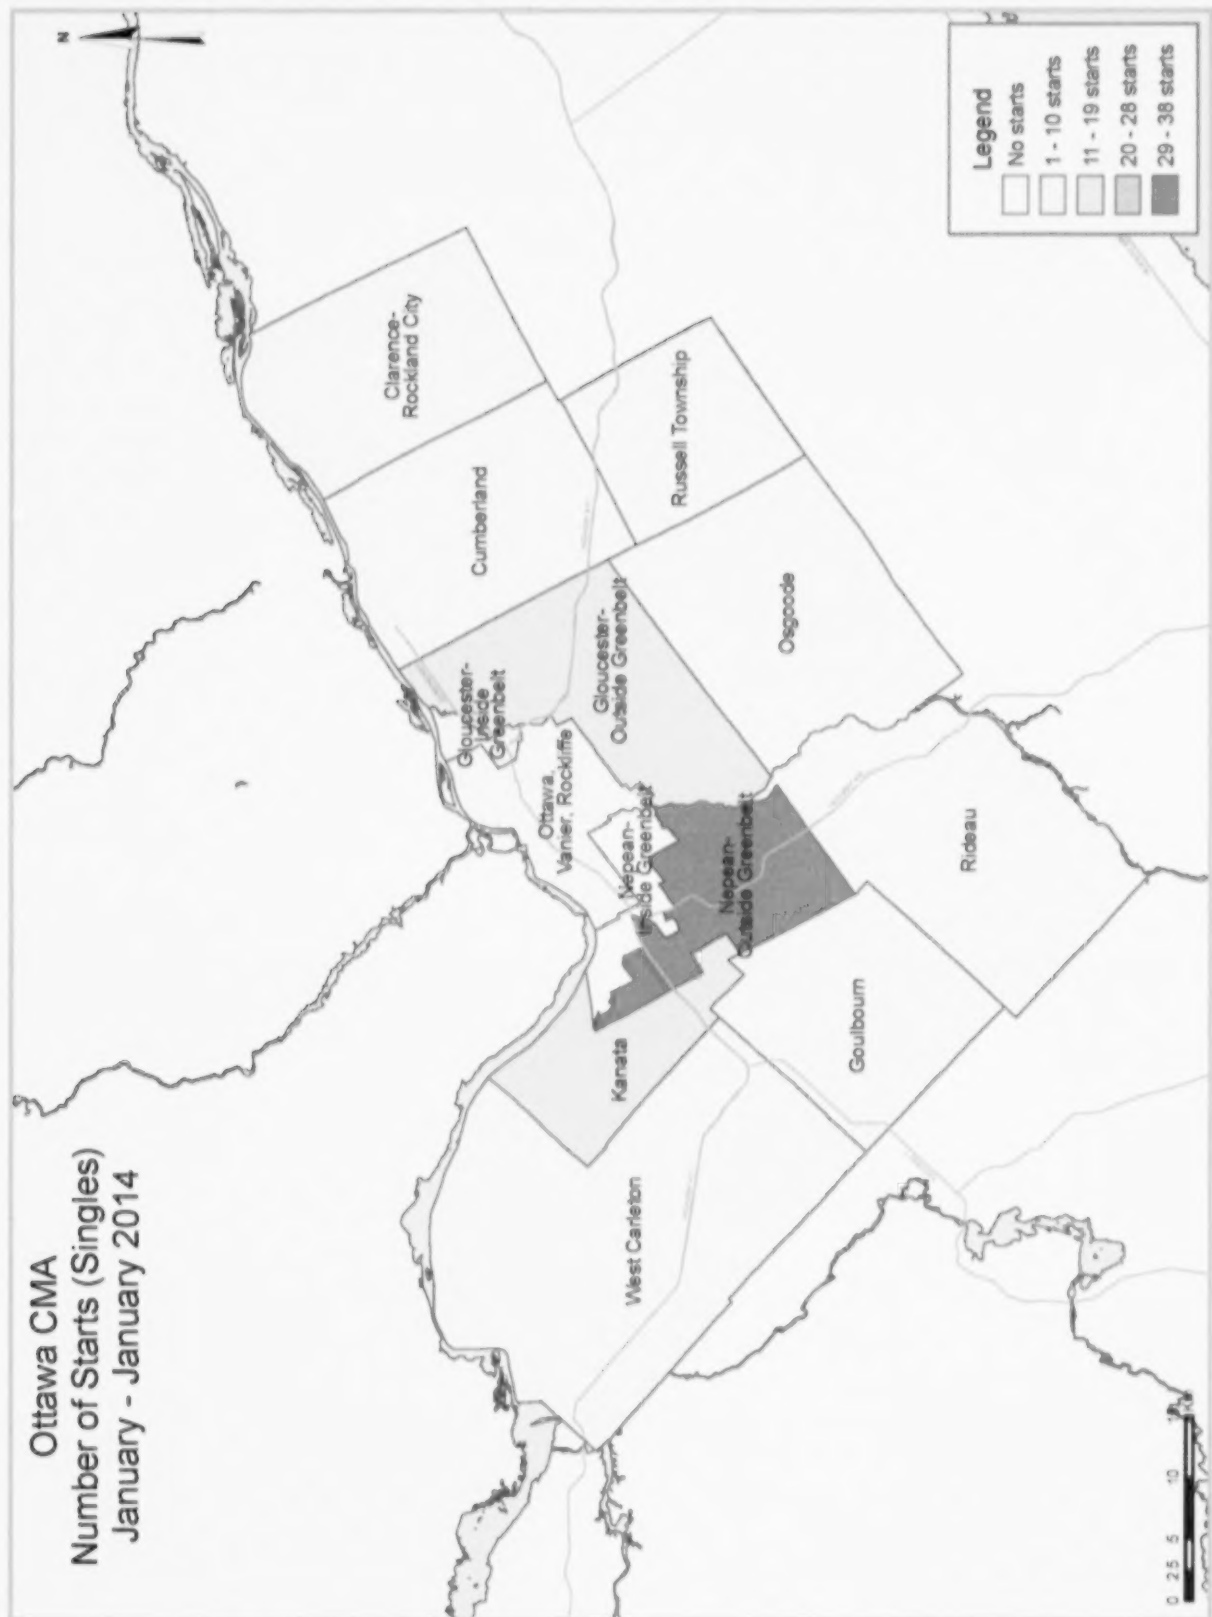 Ottawa CMA
Number of Starts (Singles)
January - January 2014
N
Legend
No starts
1 - 10 starts
11 - 19 starts
20 - 28 starts
29 - 38 starts
Clarence-
Rockland City
Cumberland
Russell Township
Gloucester-
Inside
Greenbelt
Gloucester-
Outside Greenbelt
Osgoode
Ottawa,
Vanier, Rockliffe
Nepean-
Inside Greenbelt
Nepean-
Outside Greenbelt
Rideau
Kanata
Goulbourn
West Carleton
0 2.5 5 10